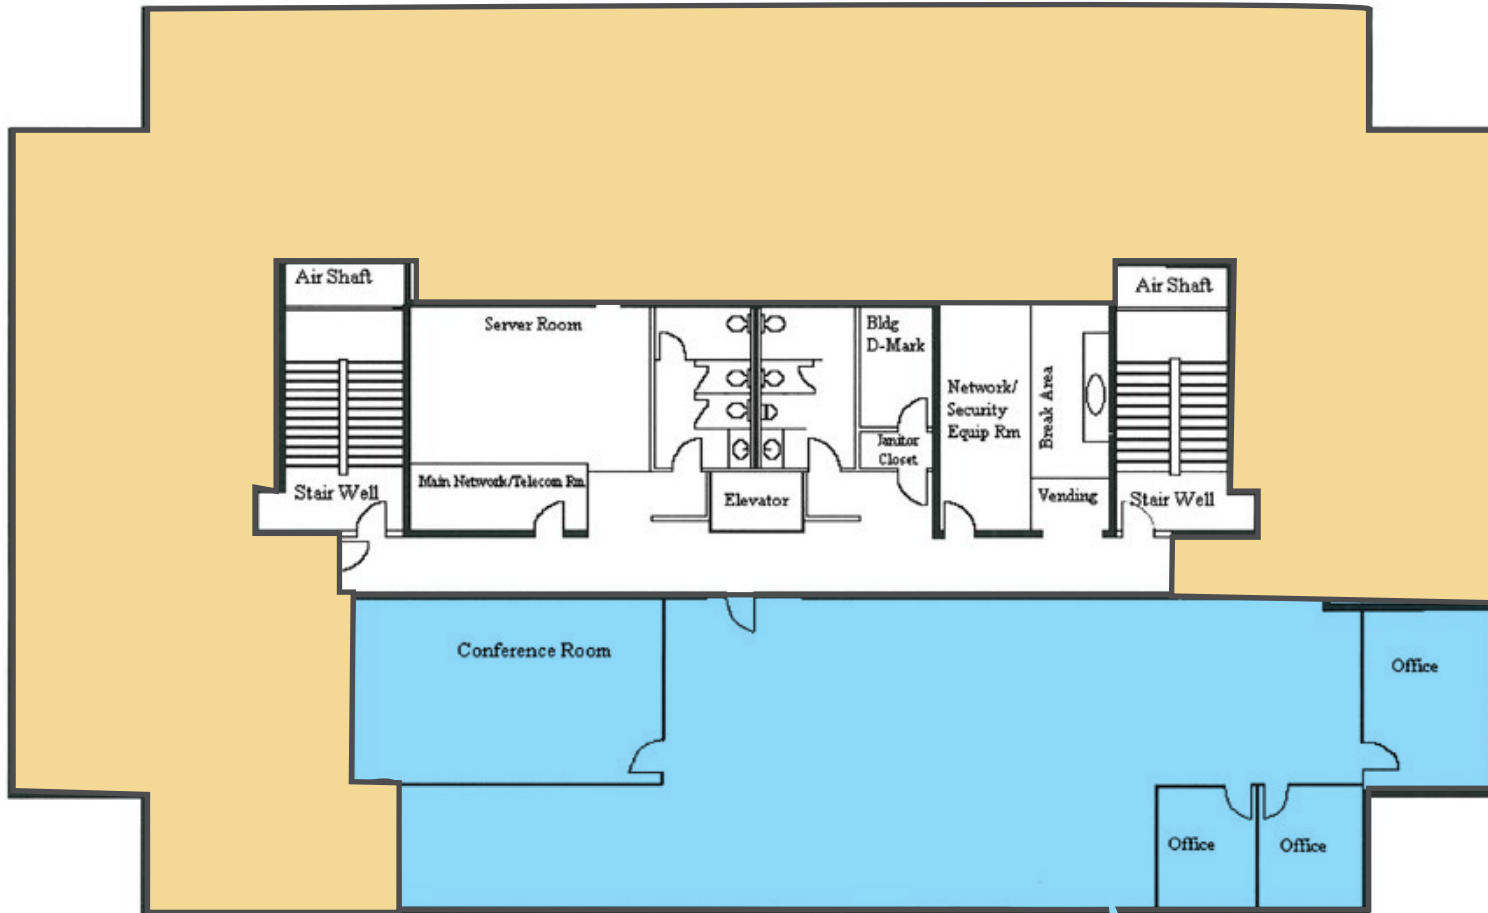 Air Shaft
Air Shaft
Server Room
Bldg
D-Mark
Network/
Security
Equip Rm
Break Area
Janitor
Closet
Main Network/Telecom Rm
Stair Well
Elevator
Vending
Stair Well
Conference Room
Office
Office
Office